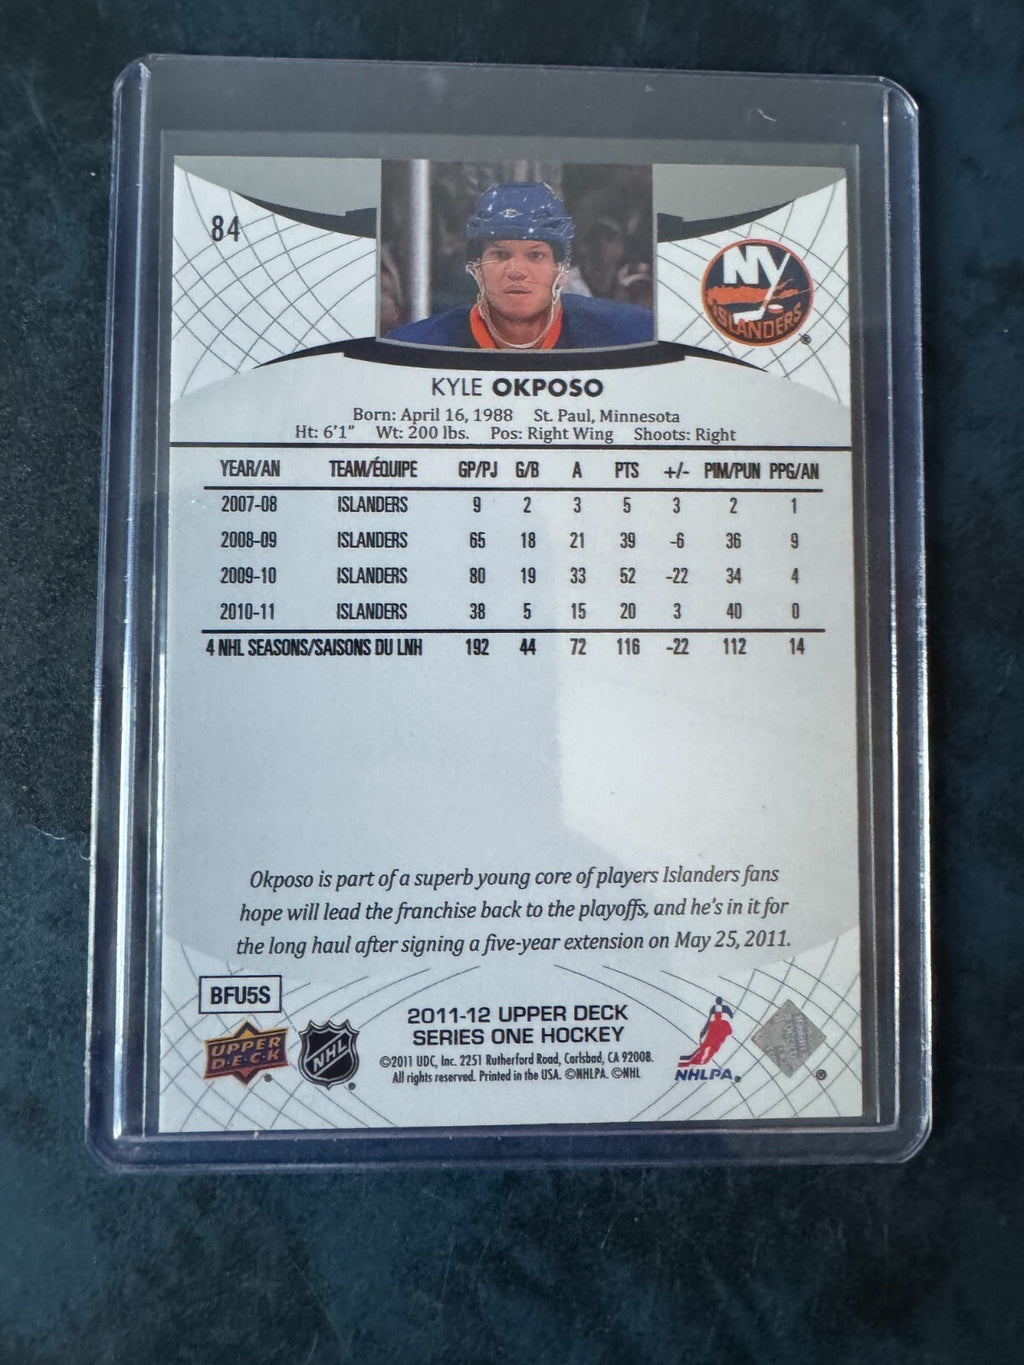 84
NY
ISLANDERS
KYLE OKPOSO
Born: April 16, 1988 St. Paul, Minnesota
Ht: 6'1" Wt: 200 lbs. Pos: Right Wing Shoots: Right
YEAR/AN TEAM/ÉQUIPE GP/PJ G/B A PTS +/- PIM/PUN PPG/AN
2007-08 ISLANDERS 9 2 3 5 3 2 1
2008-09 ISLANDERS 65 18 21 39 -6 36 9
2009-10 ISLANDERS 80 19 33 52 -22 34 4
2010-11 ISLANDERS 38 5 15 20 3 40 0
4 NHL SEASONS/SAISONS DU LNH 192 44 72 116 -22 112 14
Okposo is part of a superb young core of players Islanders fans
hope will lead the franchise back to the playoffs, and he's in it for
the long haul after signing a five-year extension on May 25, 2011.
BFU5S
UPPER
D·E·C·K
NHL
2011-12 UPPER DECK
SERIES ONE HOCKEY
©2011 UDC, Inc. 2251 Rutherford Road, Carlsbad, CA 92008.
All rights reserved. Printed in the USA. ©NHLPA. ©NHL
NHLPA